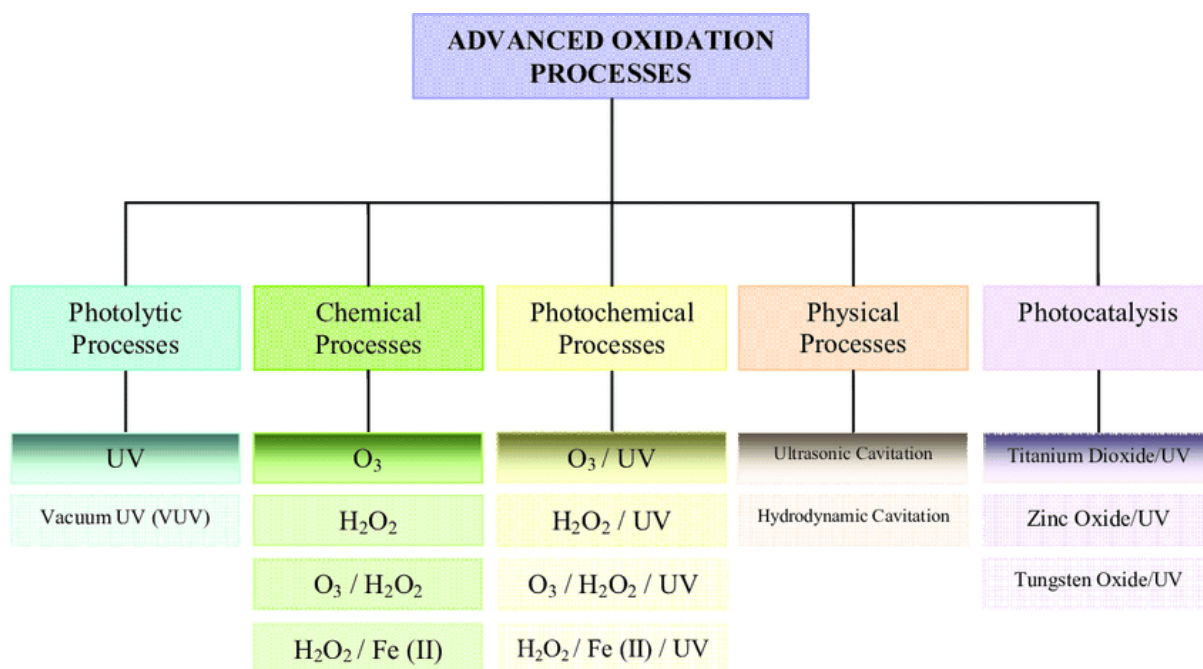 ADVANCED OXIDATION
PROCESSES
Photolytic
Processes
Chemical
Processes
Photochemical
Processes
Physical
Processes
Photocatalysis
UV
Vacuum UV (VUV)
O₃
H₂O₂
O₃ / H₂O₂
H₂O₂ / Fe (II)
O₃ / UV
H₂O₂ / UV
O₃ / H₂O₂ / UV
H₂O₂ / Fe (II) / UV
Ultrasonic Cavitation
Hydrodynamic Cavitation
Titanium Dioxide/UV
Zinc Oxide/UV
Tungsten Oxide/UV